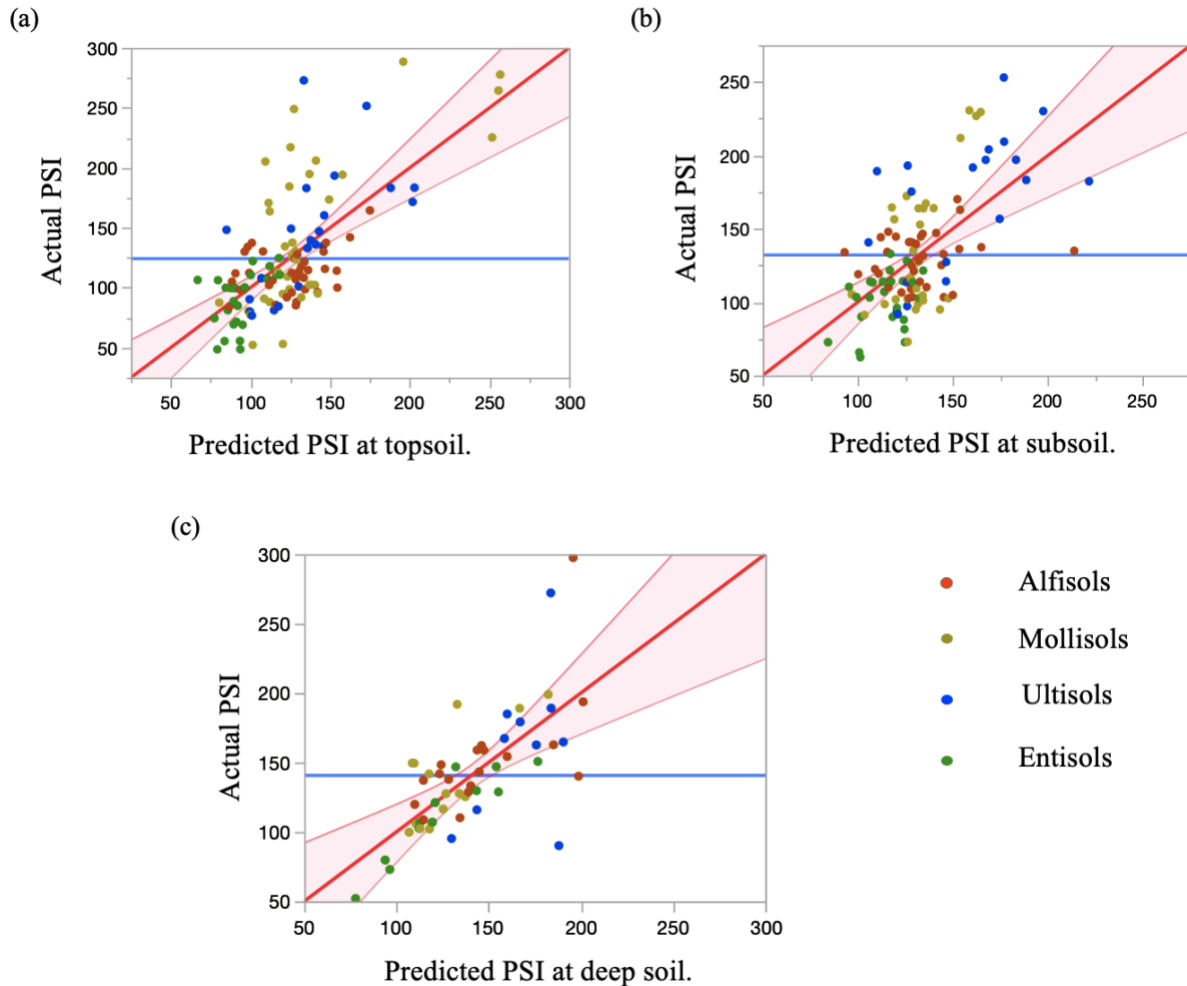 (a)
300
250
200
150
100
50
Actual PSI
50 100 150 200 250 300
Predicted PSI at topsoil.
(b)
250
200
150
100
50
Actual PSI
50 100 150 200 250
Predicted PSI at subsoil.
(c)
300
250
200
150
100
50
Actual PSI
50 100 150 200 250 300
Predicted PSI at deep soil.
Alfisols
Mollisols
Ultisols
Entisols